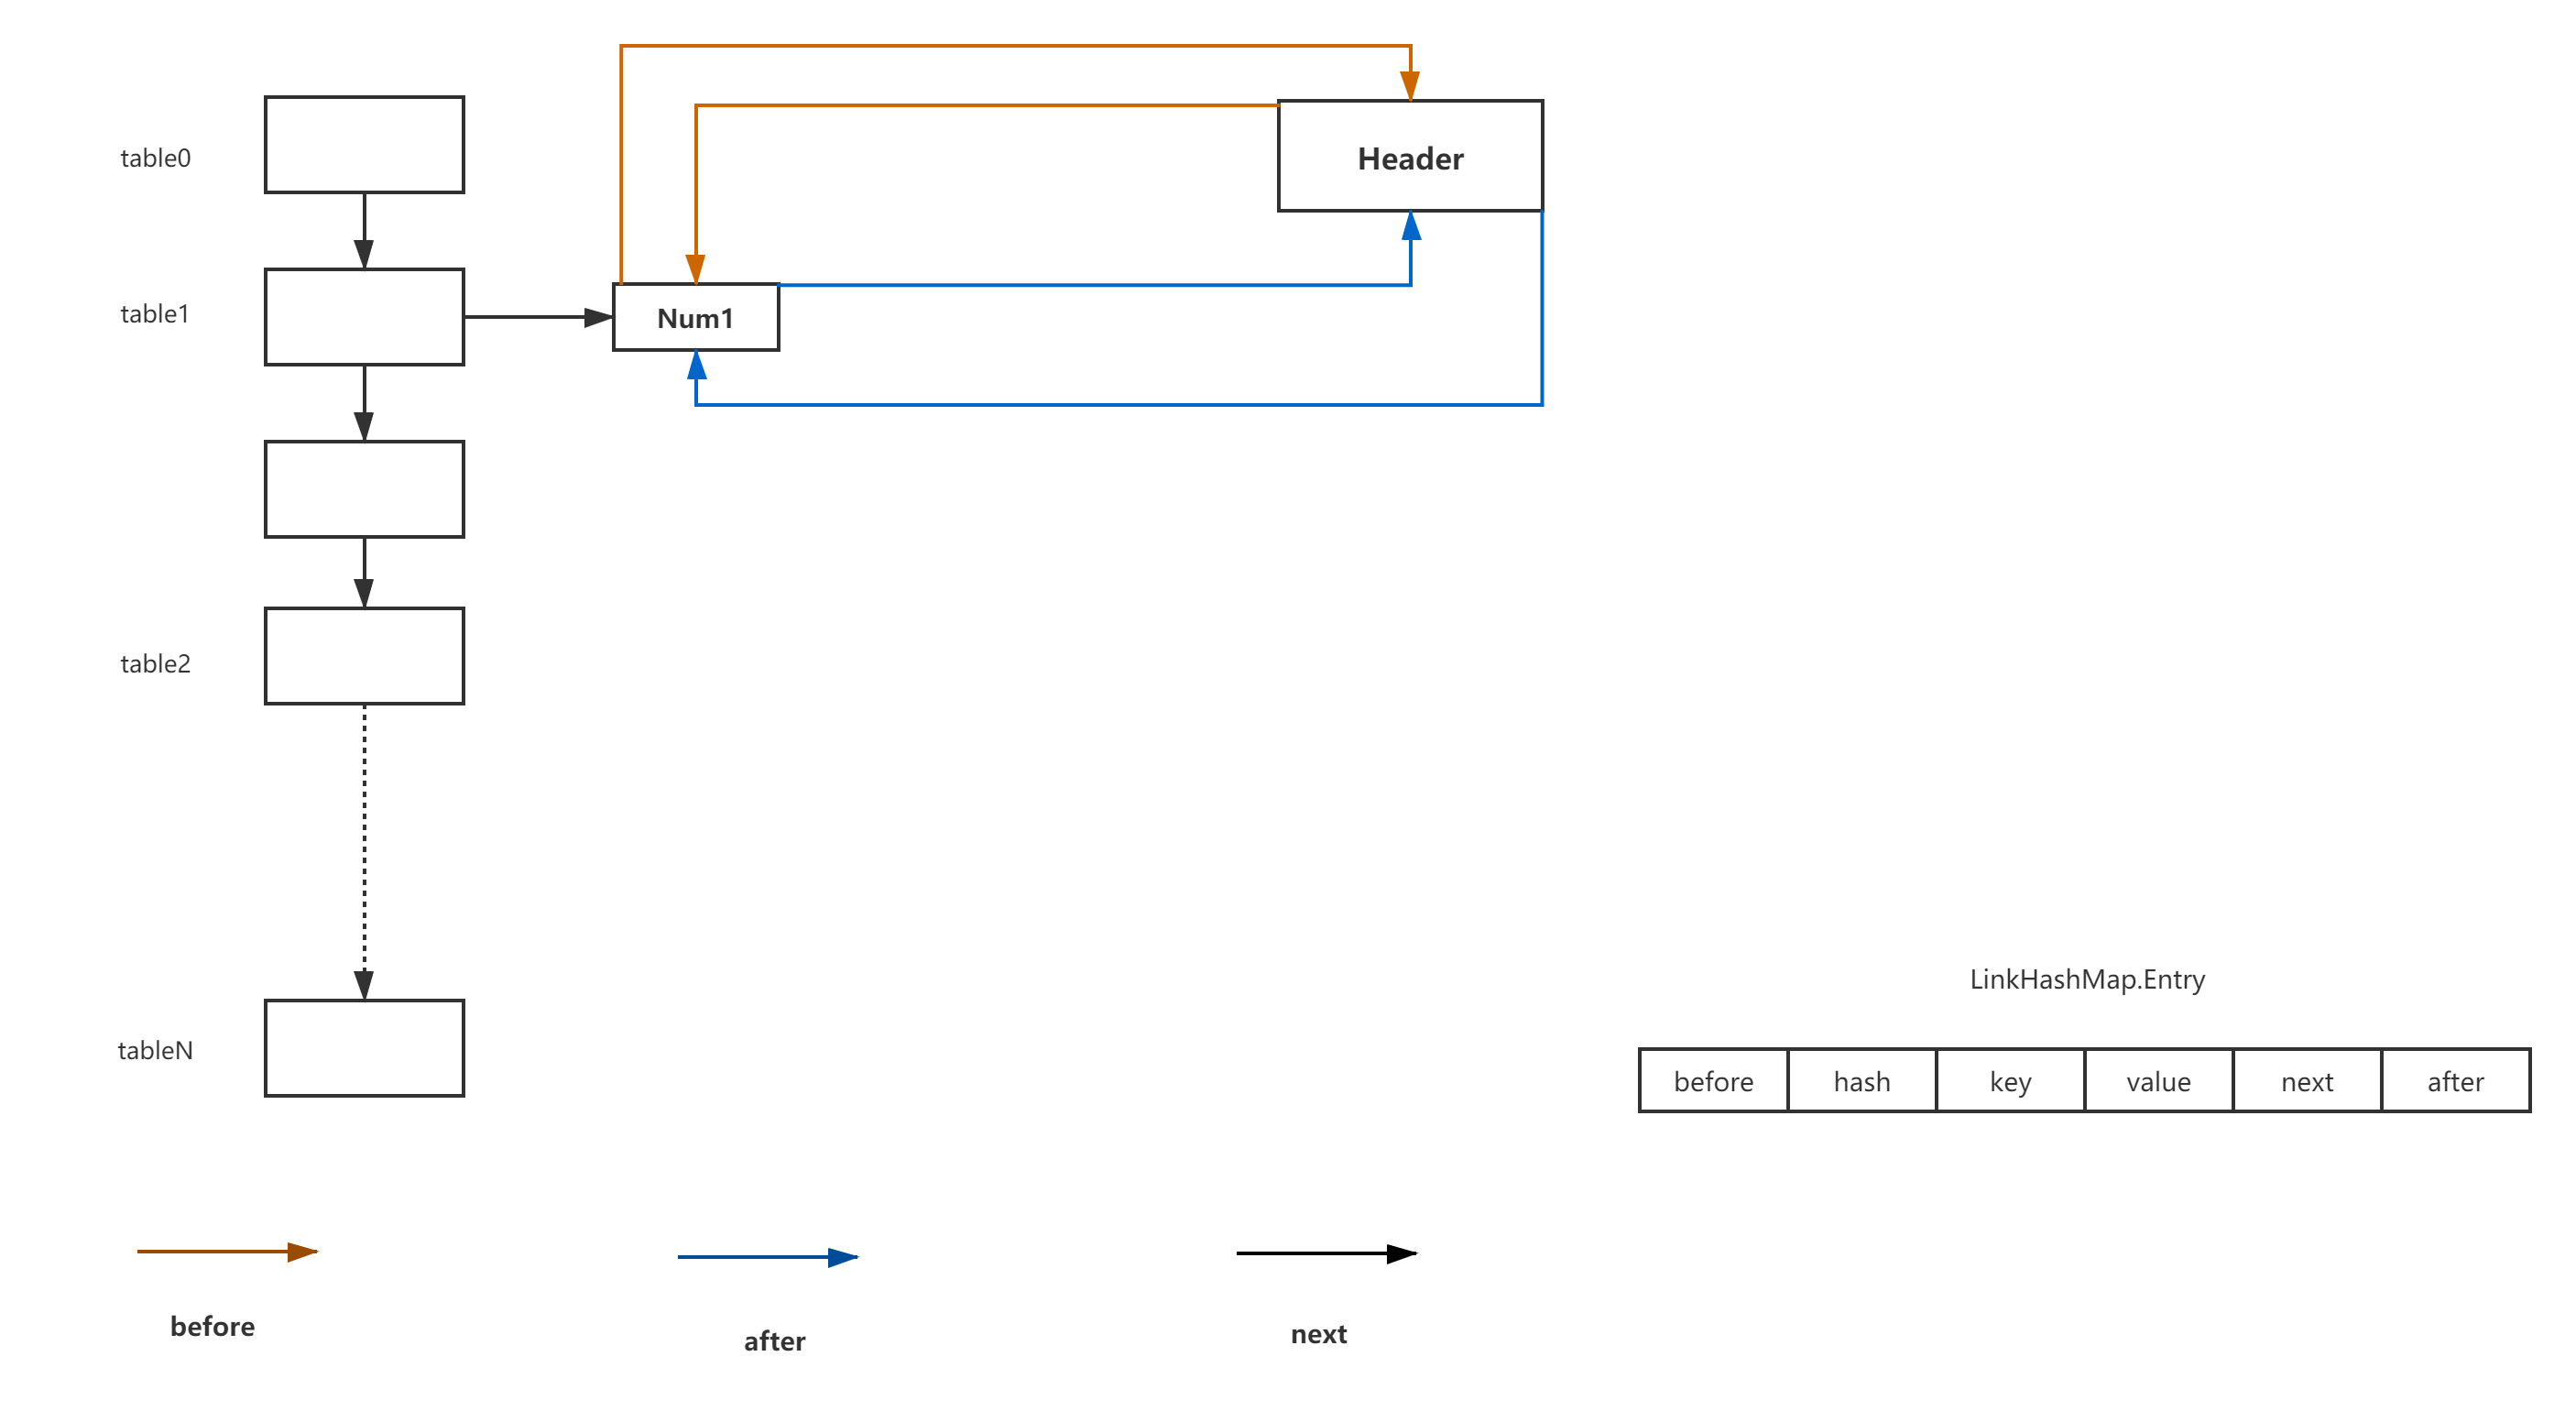 table0
Header
table1
Num1
table2
LinkHashMap.Entry
tableN
before hash key value next after
before
after
next